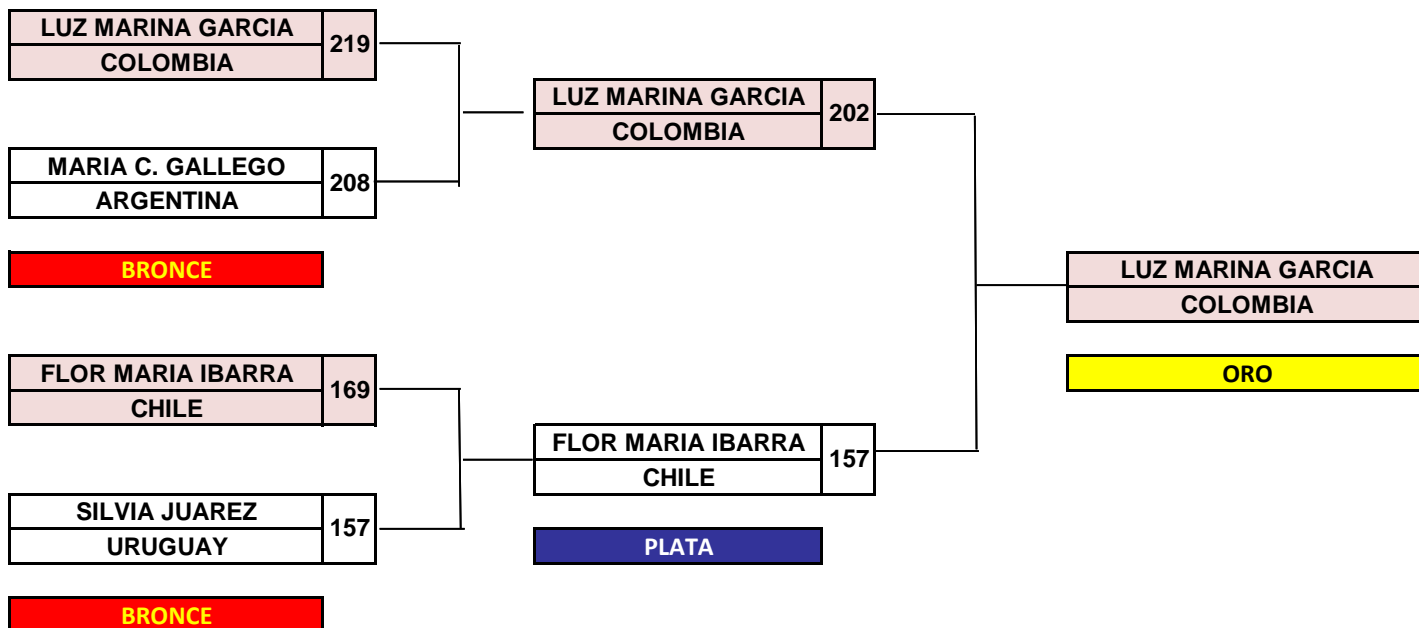 LUZ MARINA GARCIA 219
COLOMBIA
MARIA C. GALLEGO 208
ARGENTINA
BRONCE
FLOR MARIA IBARRA 169
CHILE
SILVIA JUAREZ 157
URUGUAY
BRONCE
LUZ MARINA GARCIA 202
COLOMBIA
FLOR MARIA IBARRA 157
CHILE
PLATA
LUZ MARINA GARCIA
COLOMBIA
ORO